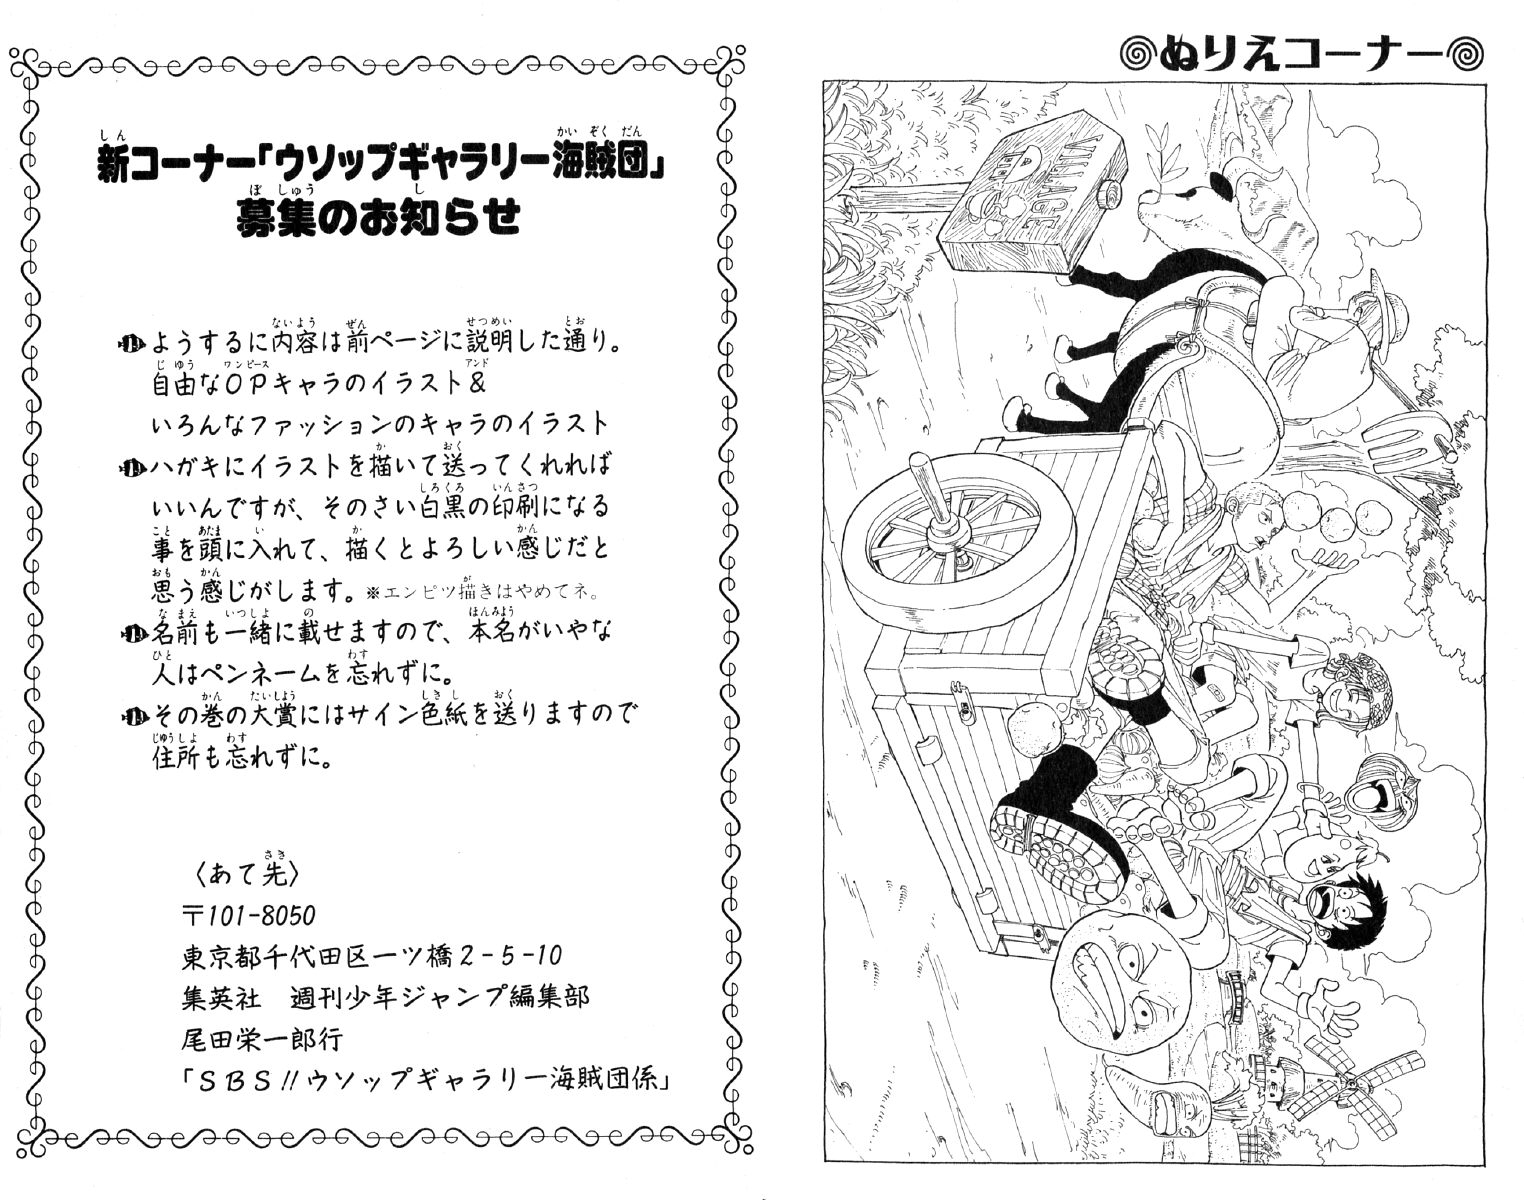 ぬりえコーナー
VILLAGE
新コーナー「ウソップギャラリー海賊団」
募集のお知らせ
ようするに内容は前ページに説明した通り。
自由なOPキャラのイラスト&
いろんなファッションのキャラのイラスト
ハガキにイラストを描いて送ってくれれば
いいんですが、そのさい白黒の印刷になる
事を頭に入れて、描くとよろしい感じだと
思う感じがします。※エンピツ描きはやめてネ。
名前も一緒に載せますので、本名がいやな
人はペンネームを忘れずに。
その巻の大賞にはサイン色紙を送りますので
住所も忘れずに。
〈あて先〉
〒101-8050
東京都千代田区一ツ橋2-5-10
集英社 週刊少年ジャンプ編集部
尾田栄一郎行
「SBS!!ウソップギャラリー海賊団係」